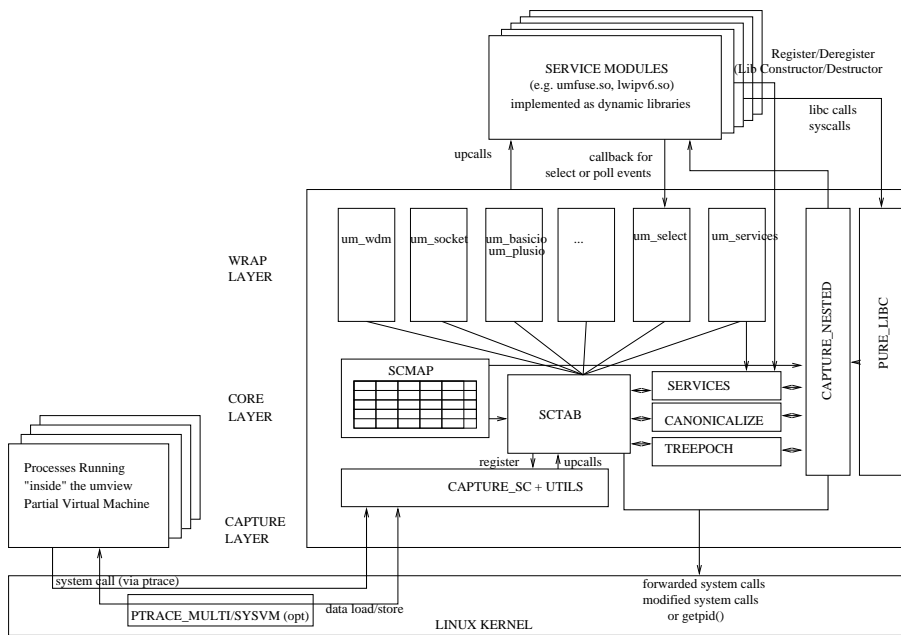 SERVICE MODULES
(e.g. umfuse.so, lwipv6.so)
implemented as dynamic libraries
Register/Deregister
(Lib Constructor/Destructor
libc calls
syscalls
upcalls
callback for
select or poll events
WRAP
LAYER
um_wdm
um_socket
um_basicio
um_plusio
...
um_select
um_services
CAPTURE_NESTED
PURE_LIBC
CORE
LAYER
SCMAP
SCTAB
SERVICES
CANONICALIZE
TREEPOCH
register
upcalls
CAPTURE_SC + UTILS
CAPTURE
LAYER
Processes Running
"inside" the umview
Partial Virtual Machine
system call (via ptrace)
PTRACE_MULTI/SYSVM (opt)
data load/store
LINUX KERNEL
forwarded system calls
modified system calls
or getpid()